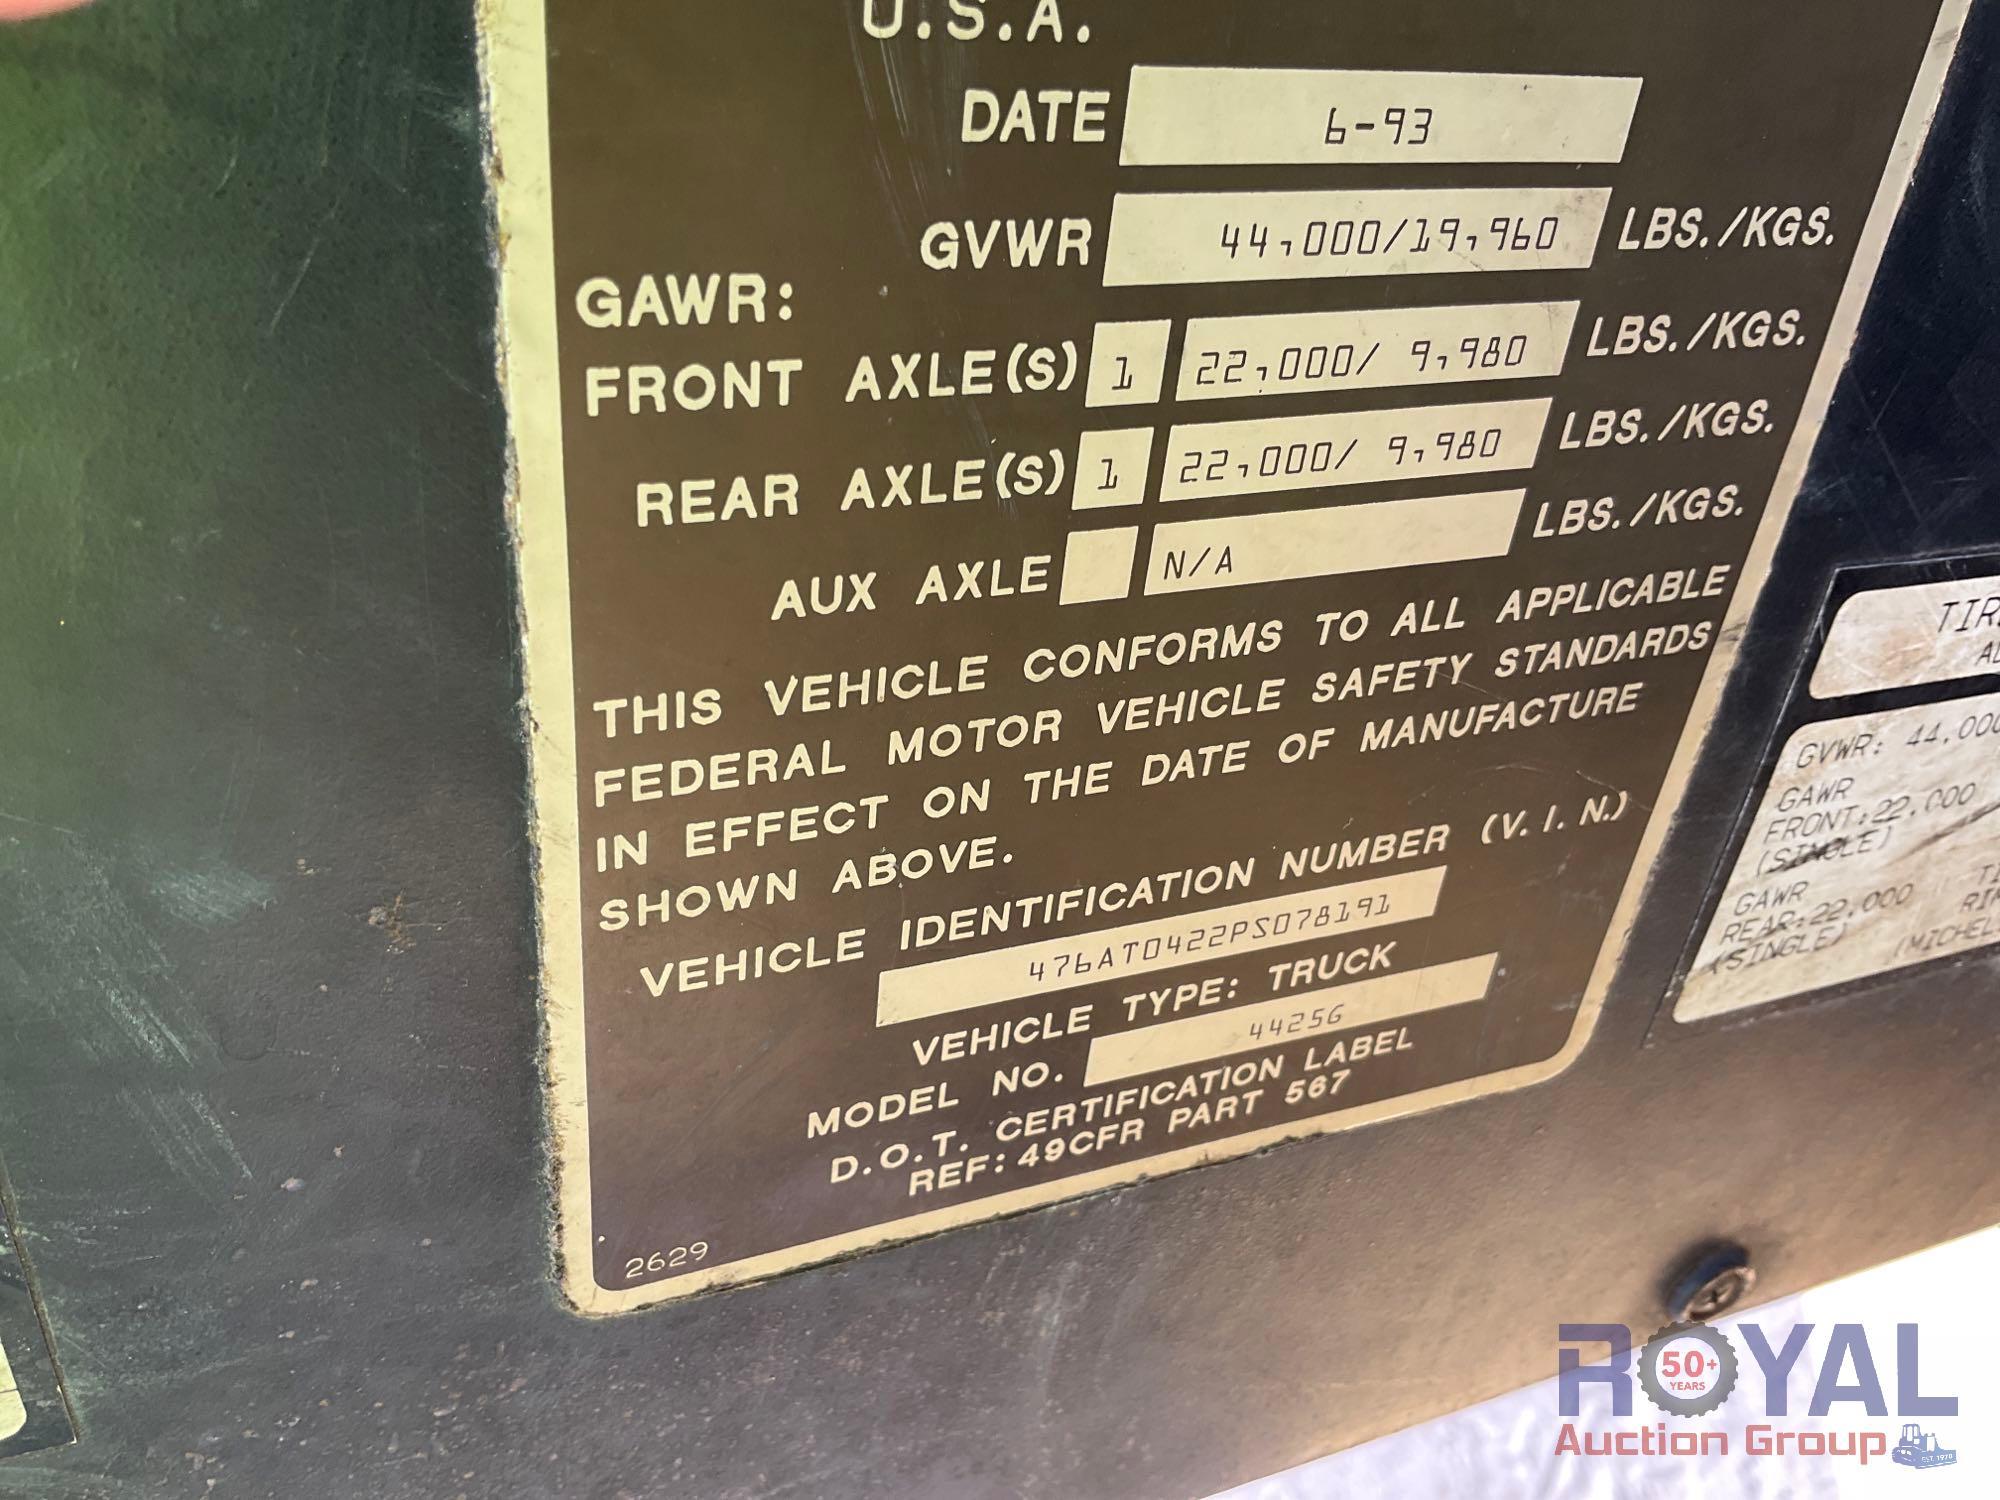 U.S.A.
DATE 6-93
GVWR 44,000/19,960 LBS./KGS.
GAWR:
FRONT AXLE(S) 1 22,000/ 9,980 LBS./KGS.
REAR AXLE(S) 1 22,000/ 9,980 LBS./KGS.
AUX AXLE N/A LBS./KGS.
THIS VEHICLE CONFORMS TO ALL APPLICABLE
FEDERAL MOTOR VEHICLE SAFETY STANDARDS
IN EFFECT ON THE DATE OF MANUFACTURE
SHOWN ABOVE.
VEHICLE IDENTIFICATION NUMBER (V.I.N.)
476AT0422PS078191
VEHICLE TYPE: TRUCK
MODEL NO. 4425G
D.O.T. CERTIFICATION LABEL
REF: 49CFR PART 567
2629
GVWR: 44,000
GAWR
FRONT:22,000
(SINGLE)
GAWR
REAR:22,000
(SINGLE)
ROYAL
50+
YEARS
Auction Group
EST. 1970